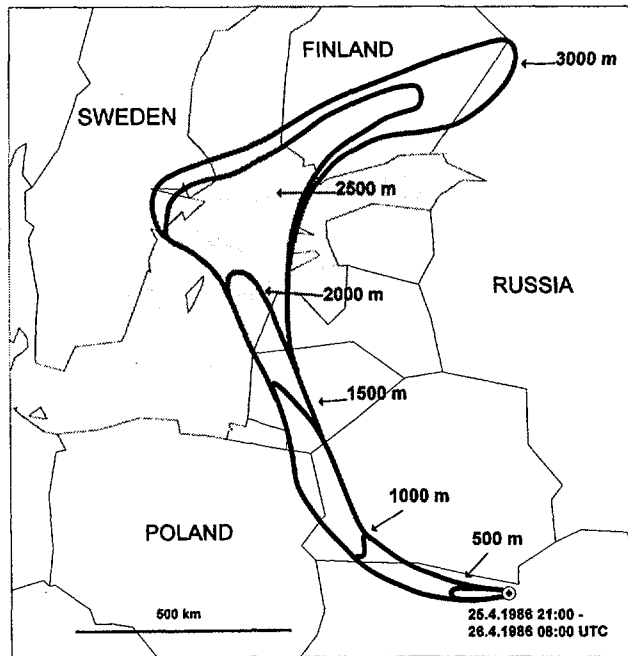 FINLAND
3000 m
SWEDEN
2500 m
RUSSIA
2000 m
1500 m
1000 m
POLAND
500 m
500 km
25.4.1986 21:00 -
26.4.1986 08:00 UTC